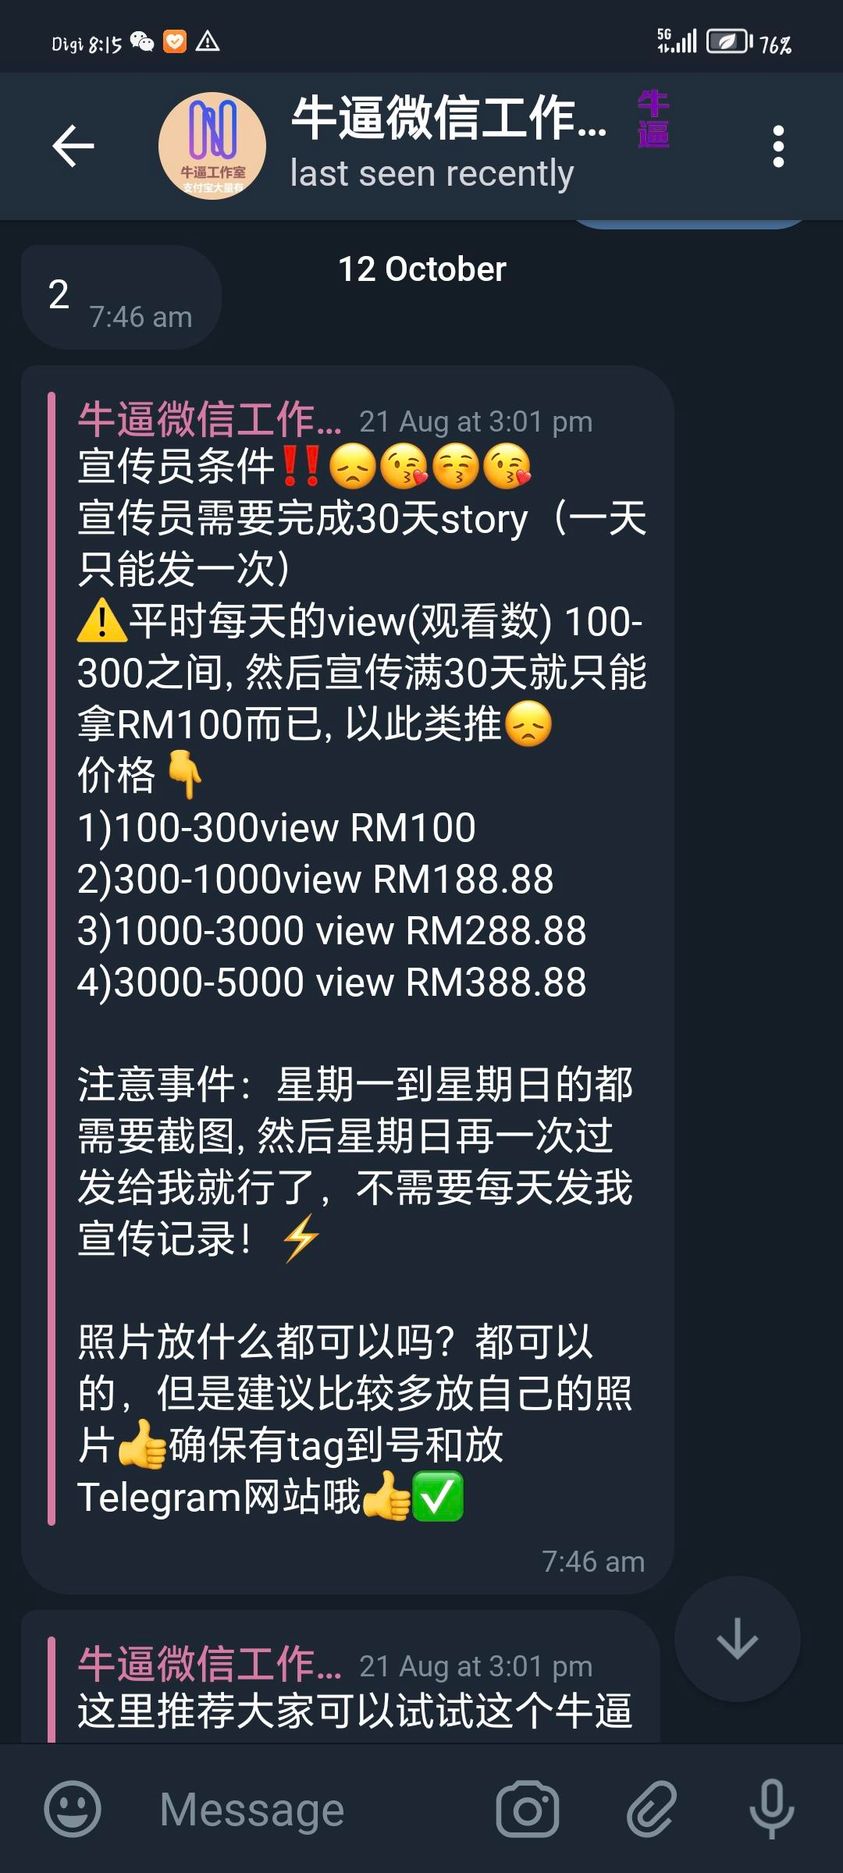 Digi 8:15
5G
76%
牛逼工作室
支付宝大量有
牛逼微信工作...
牛
逼
last seen recently
12 October
2
7:46 am
牛逼微信工作... 21 Aug at 3:01 pm
宣传员条件‼️😞😘😚😘
宣传员需要完成30天story（一天
只能发一次）
⚠️平时每天的view(观看数) 100-
300之间, 然后宣传满30天就只能
拿RM100而已, 以此类推😞
价格👇
1)100-300view RM100
2)300-1000view RM188.88
3)1000-3000 view RM288.88
4)3000-5000 view RM388.88
注意事件：星期一到星期日的都
需要截图, 然后星期日再一次过
发给我就行了，不需要每天发我
宣传记录！⚡
照片放什么都可以吗？都可以
的，但是建议比较多放自己的照
片👍确保有tag到号和放
Telegram网站哦👍✅
7:46 am
牛逼微信工作... 21 Aug at 3:01 pm
这里推荐大家可以试试这个牛逼
Message